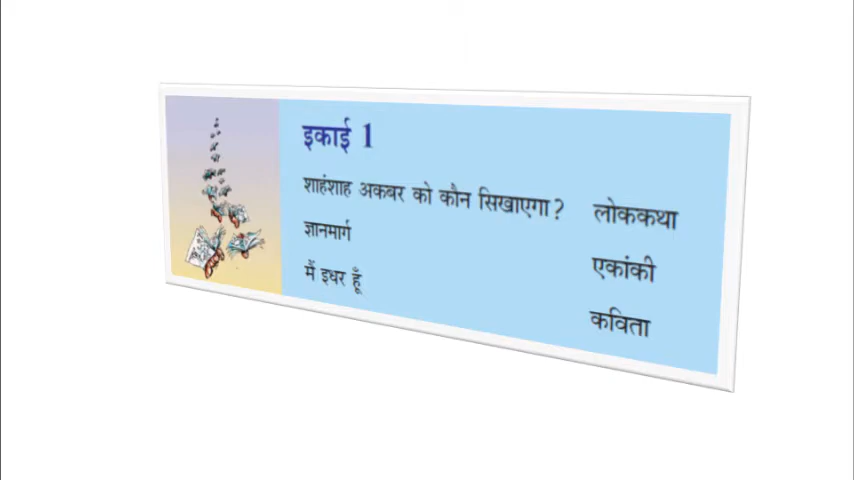 इकाई 1
शाहंशाह अकबर को कौन सिखाएगा? लोककथा
ज्ञानमार्ग एकांकी
मैं इधर हूँ कविता